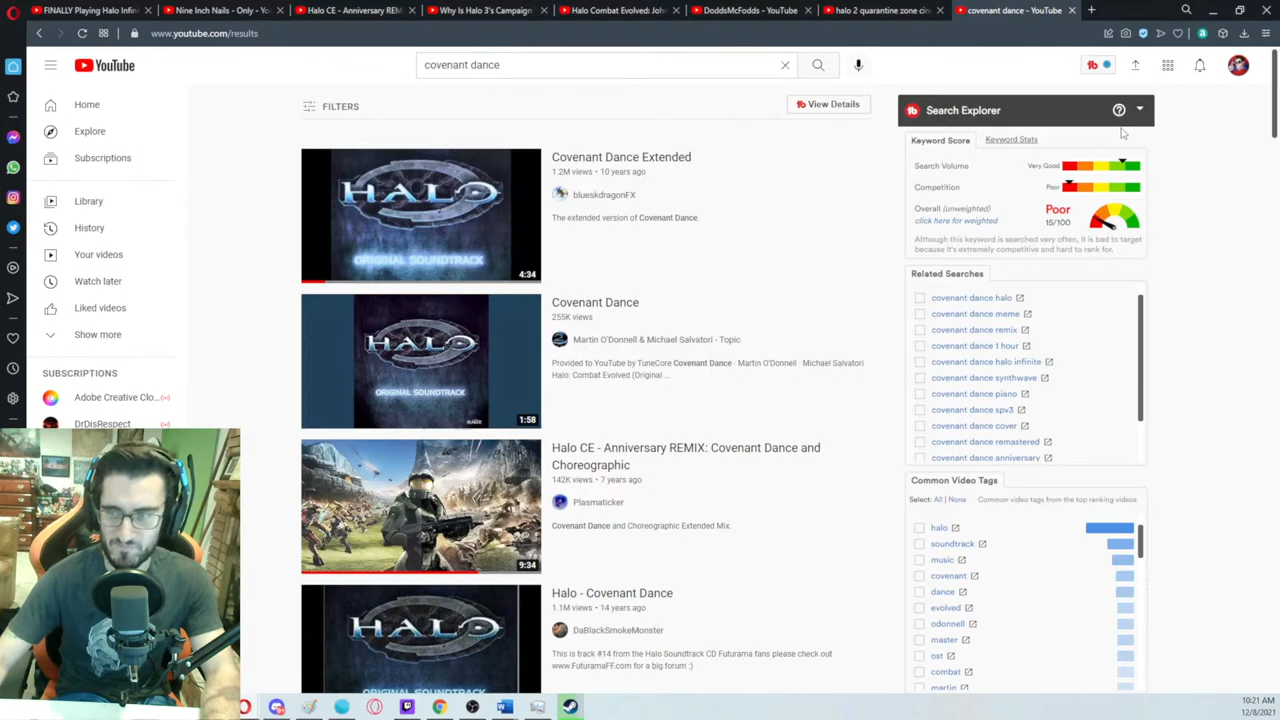 FINALLY Playing Halo Infinit
Nine Inch Nails - Only - You
Halo CE - Anniversary REM
Why Is Halo 3's Campaign
Halo Combat Evolved: John
DoddsMcFodds - YouTube
halo 2 quarantine zone cin
covenant dance - YouTube
www.youtube.com/results
YouTube
covenant dance
Home
Explore
Subscriptions
Library
History
Your videos
Watch later
Liked videos
Show more
SUBSCRIPTIONS
Adobe Creative Clo...
DrDisRespect
FILTERS
View Details
HALO
ORIGINAL SOUNDTRACK
4:34
Covenant Dance Extended
1.2M views • 10 years ago
blueskdragonFX
The extended version of Covenant Dance.
HALO
ORIGINAL SOUNDTRACK
BUNGIE
1:58
Covenant Dance
255K views
Martin O'Donnell & Michael Salvatori - Topic
Provided to YouTube by TuneCore Covenant Dance · Martin O'Donnell · Michael Salvatori
Halo: Combat Evolved (Original ...
9:34
Halo CE - Anniversary REMIX: Covenant Dance and
Choreographic
142K views • 7 years ago
Plasmaticker
Covenant Dance and Choreographic Extended Mix.
HALO
ORIGINAL SOUNDTRACK
Halo - Covenant Dance
1.1M views • 14 years ago
DaBlackSmokeMonster
This is track #14 from the Halo Soundtrack CD Futurama fans please check out
www.FuturamaFF.com for a big forum :)
Search Explorer
Keyword Score
Keyword Stats
Search Volume
Very Good
Competition
Poor
Overall (unweighted)
click here for weighted
Poor
15/100
Although this keyword is searched very often, it is bad to target
because it's extremely competitive and hard to rank for.
Related Searches
covenant dance halo
covenant dance meme
covenant dance remix
covenant dance 1 hour
covenant dance halo infinite
covenant dance synthwave
covenant dance piano
covenant dance spv3
covenant dance cover
covenant dance remastered
covenant dance anniversary
Common Video Tags
Select: All | None
Common video tags from the top ranking videos
halo
soundtrack
music
covenant
dance
evolved
odonnell
master
ost
combat
martin
10:21 AM
12/8/2021